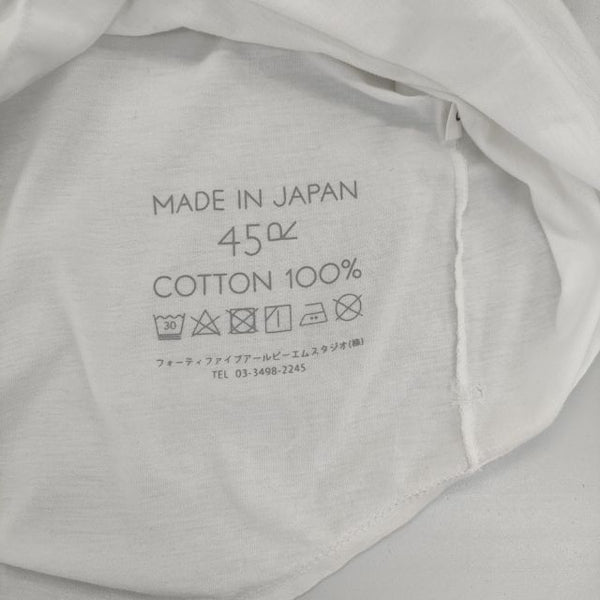 MADE IN JAPAN
45R
COTTON 100%
30
フォーティファイブアールピーエムスタジオ(株)
TEL 03-3498-2245